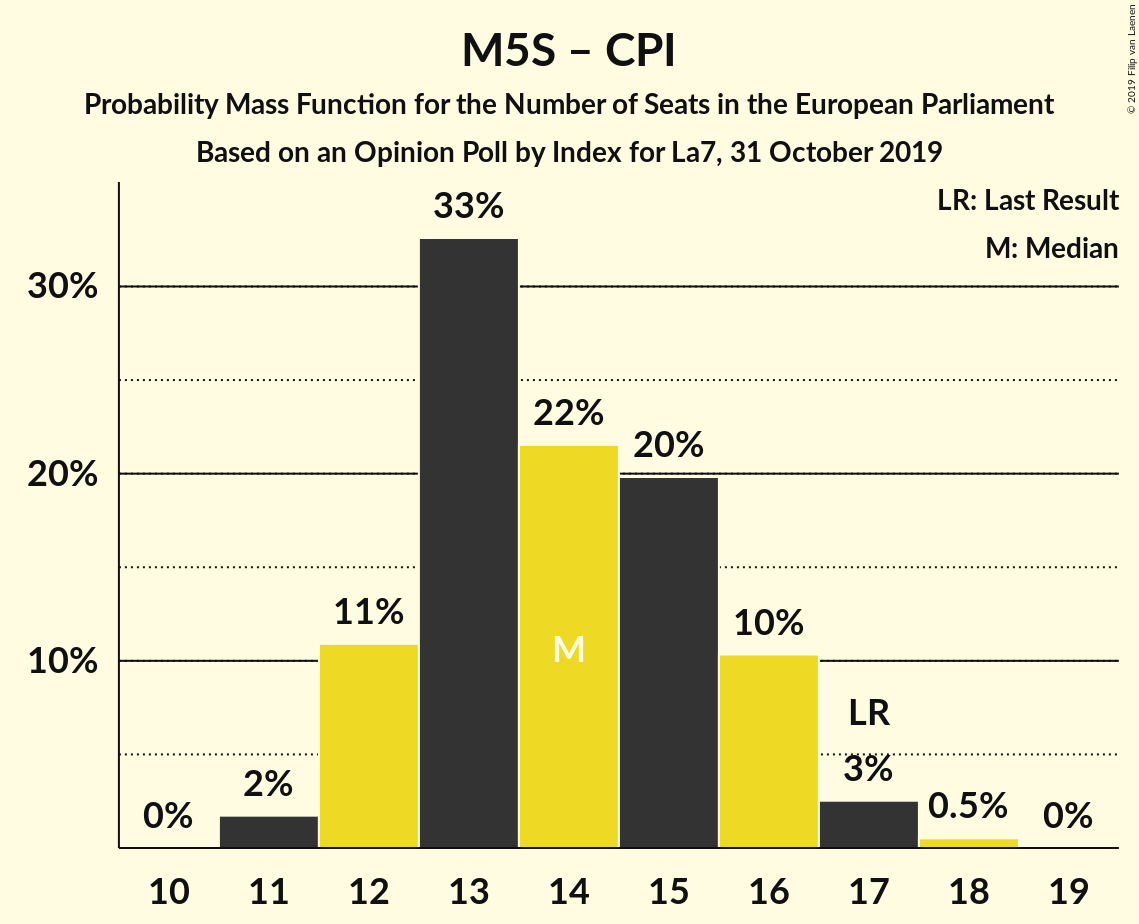 M5S – CPI
Probability Mass Function for the Number of Seats in the European Parliament
Based on an Opinion Poll by Index for La7, 31 October 2019
© 2019 Filip van Laenen
LR: Last Result
M: Median
33%
30%
22%
20%
20%
11%
10%
M
10%
LR
3%
2%
0.5%
0%
0%
10 11 12 13 14 15 16 17 18 19